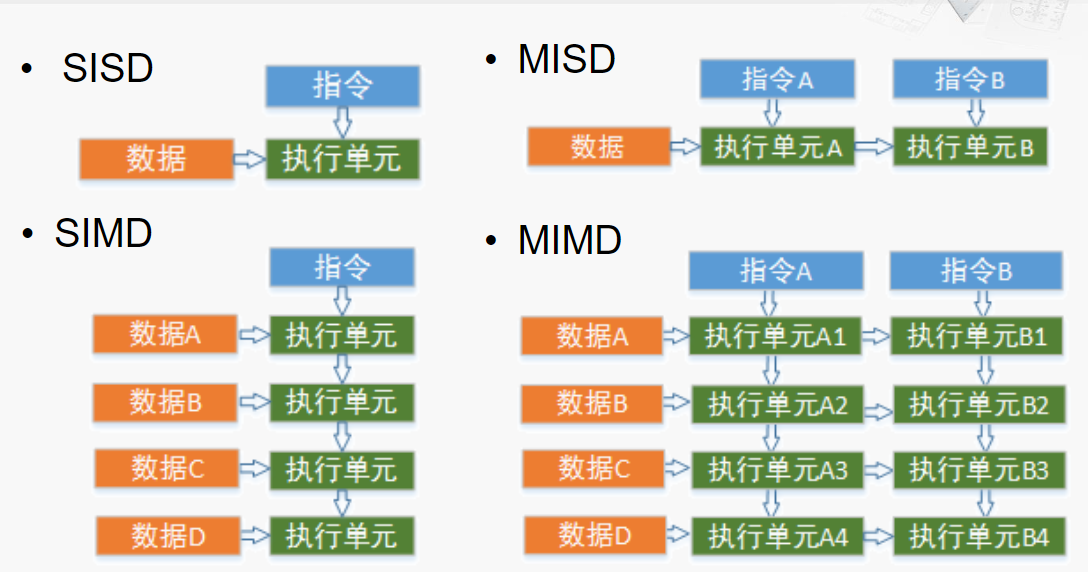 • SISD
指令
数据
执行单元
• MISD
指令A
指令B
数据
执行单元A
执行单元B
• SIMD
指令
数据A
执行单元
数据B
执行单元
数据C
执行单元
数据D
执行单元
• MIMD
指令A
指令B
数据A
执行单元A1
执行单元B1
数据B
执行单元A2
执行单元B2
数据C
执行单元A3
执行单元B3
数据D
执行单元A4
执行单元B4